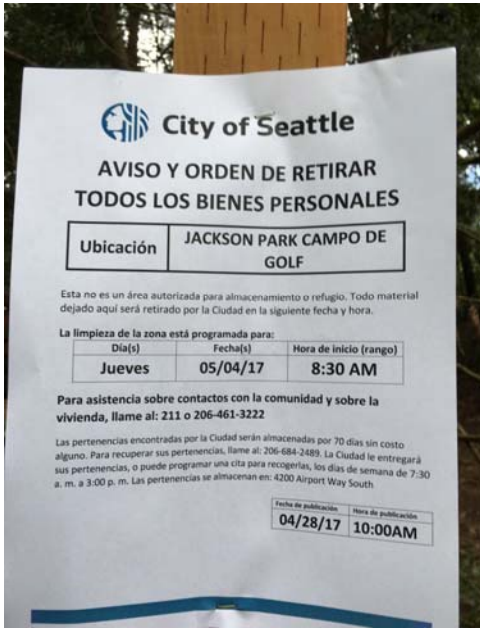 City of Seattle
AVISO Y ORDEN DE RETIRAR
TODOS LOS BIENES PERSONALES
Ubicación
JACKSON PARK CAMPO DE
GOLF
Esta no es un área autorizada para almacenamiento o refugio. Todo material
dejado aquí será retirado por la Ciudad en la siguiente fecha y hora.
La limpieza de la zona está programada para:
Día(s) Fecha(s) Hora de inicio (rango)
Jueves 05/04/17 8:30 AM
Para asistencia sobre contactos con la comunidad y sobre la
vivienda, llame al: 211 o 206-461-3222
Las pertenencias encontradas por la Ciudad serán almacenadas por 70 días sin costo
alguno. Para recuperar sus pertenencias, llame al: 206-684-2489. La Ciudad le entregará
sus pertenencias, o puede programar una cita para recogerlas, los días de semana de 7:30
a. m. a 3:00 p. m. Las pertenencias se almacenan en: 4200 Airport Way South
Fecha de publicación Hora de publicación
04/28/17 10:00AM